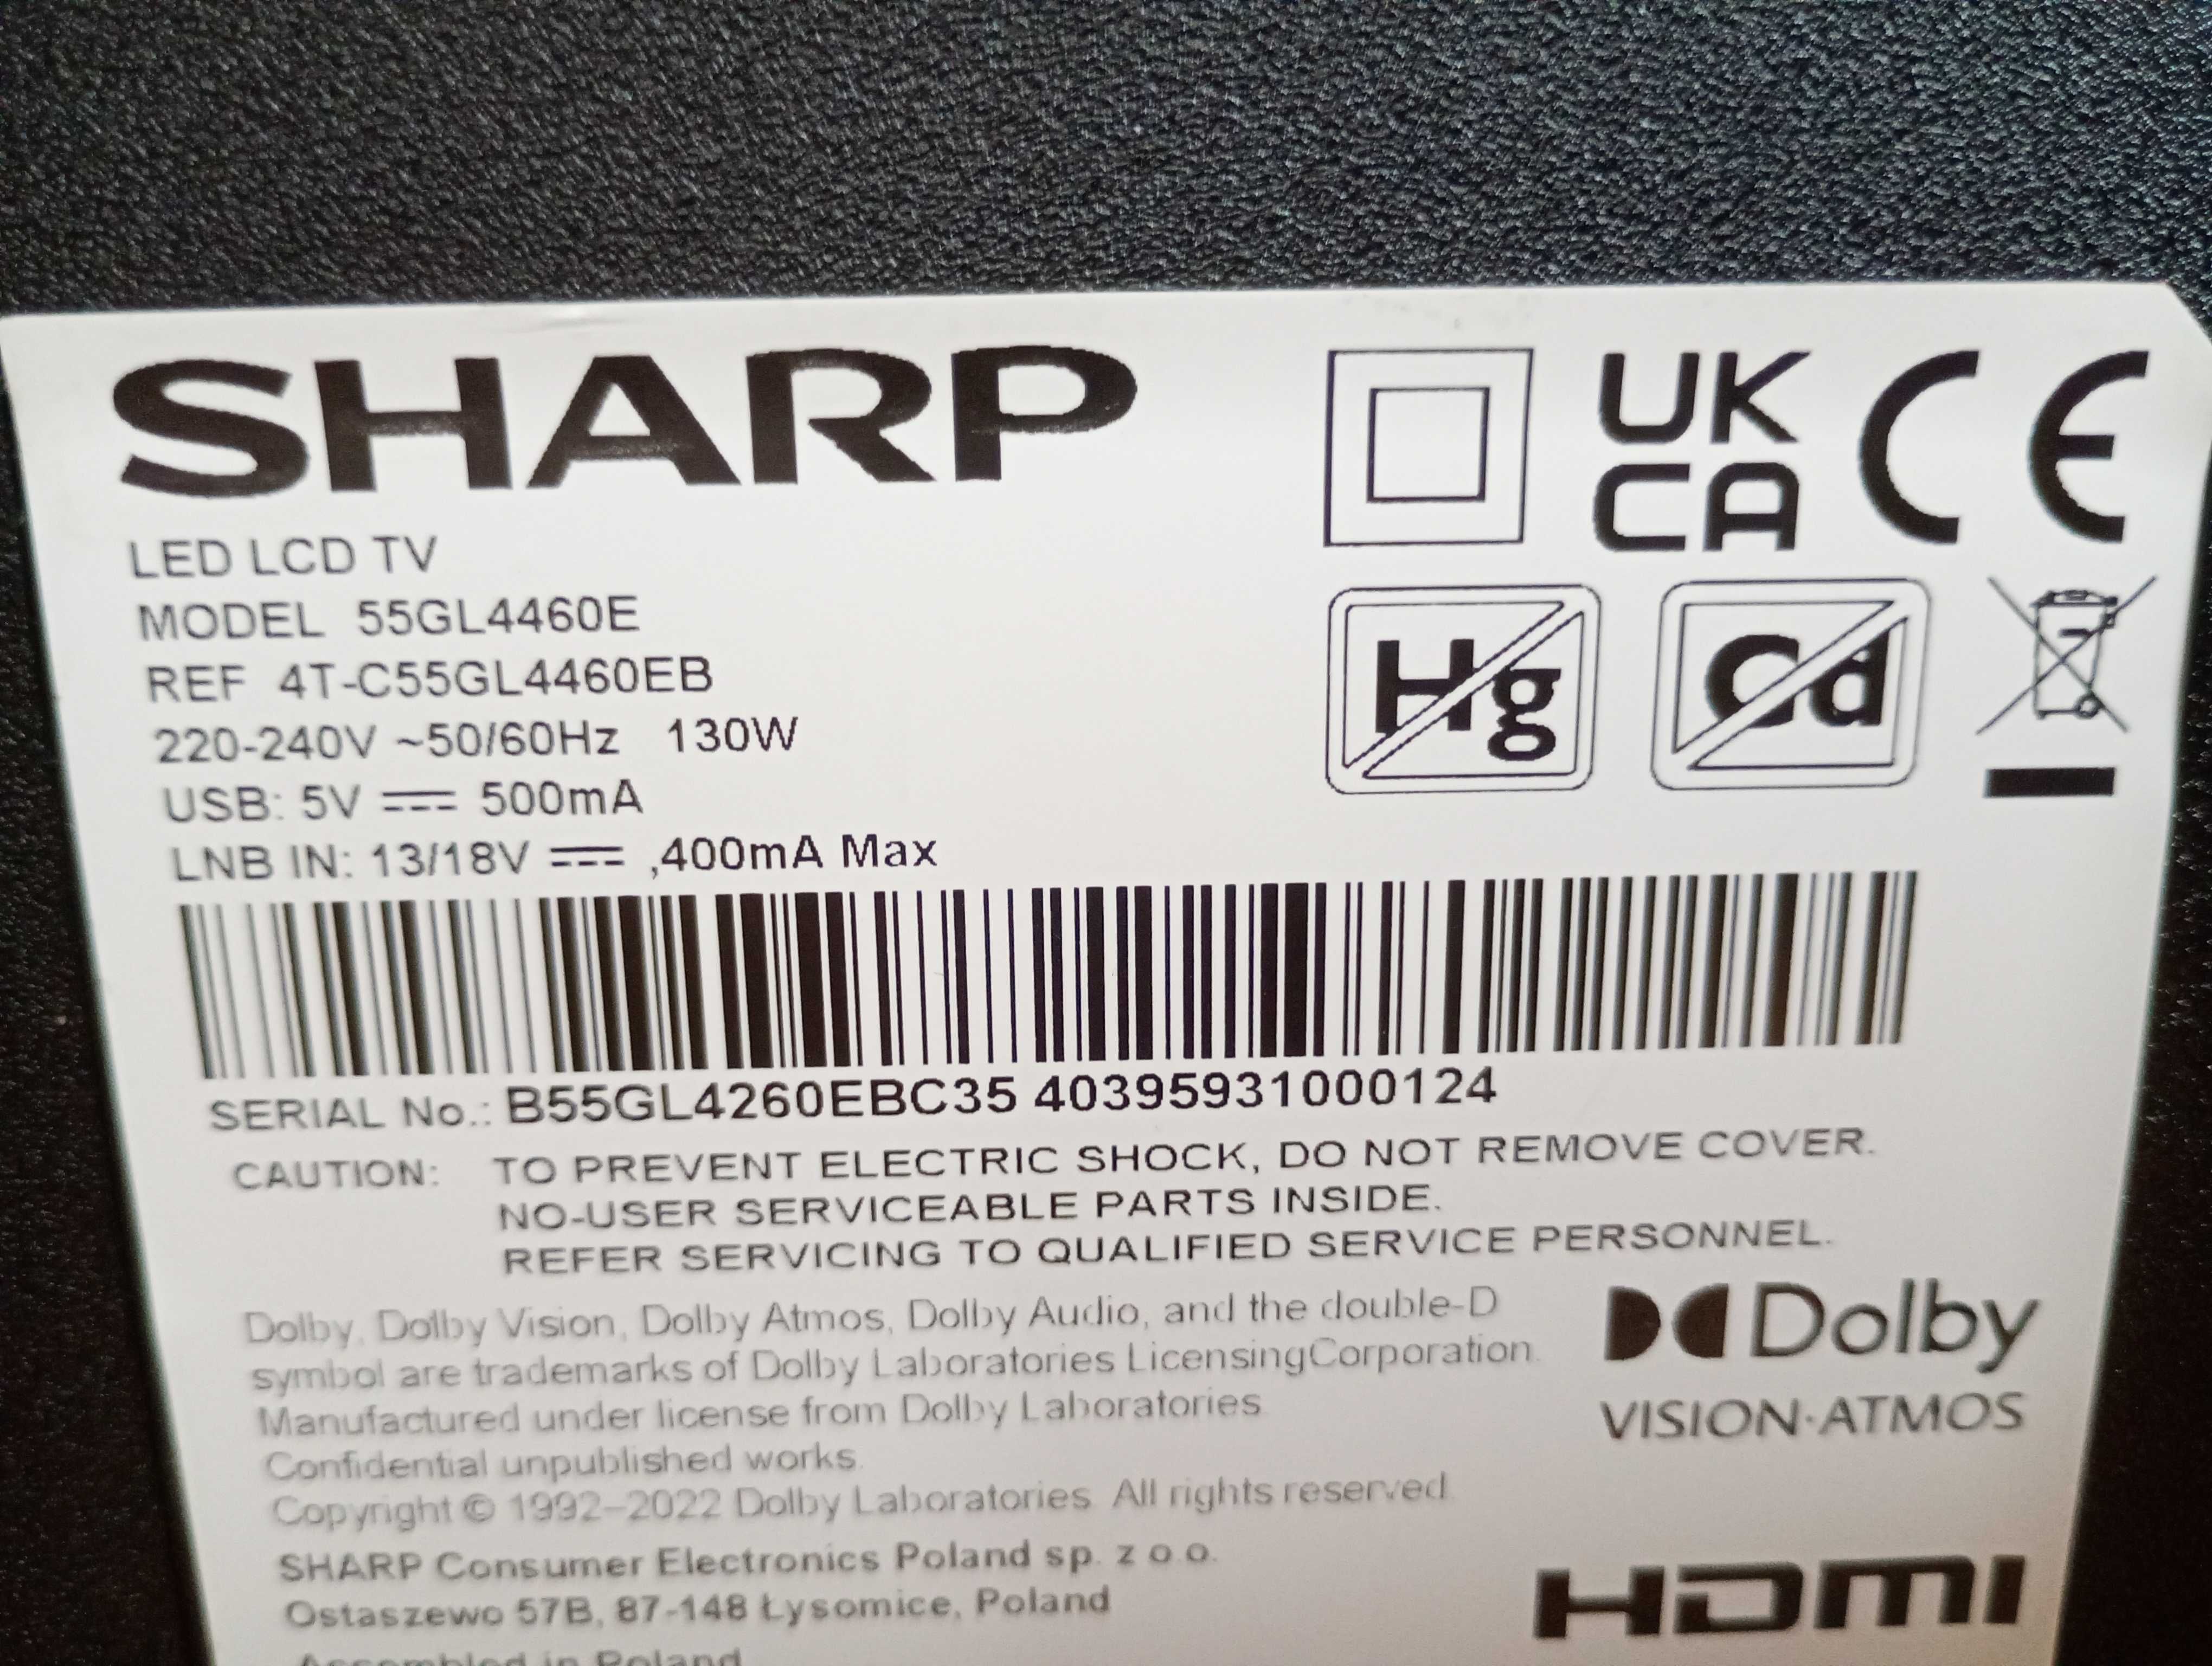 SHARP
UK
CA
CE
LED LCD TV
MODEL 55GL4460E
REF 4T-C55GL4460EB
220-240V ~50/60Hz 130W
USB: 5V ⎓ 500mA
LNB IN: 13/18V ⎓ ,400mA Max
Hg
Cd
SERIAL No.: B55GL4260EBC35 40395931000124
CAUTION: TO PREVENT ELECTRIC SHOCK, DO NOT REMOVE COVER.
NO-USER SERVICEABLE PARTS INSIDE.
REFER SERVICING TO QUALIFIED SERVICE PERSONNEL.
Dolby, Dolby Vision, Dolby Atmos, Dolby Audio, and the double-D
symbol are trademarks of Dolby Laboratories LicensingCorporation.
Manufactured under license from Dolby Laboratories.
Confidential unpublished works.
Copyright © 1992–2022 Dolby Laboratories. All rights reserved.
Dolby
VISION·ATMOS
SHARP Consumer Electronics Poland sp. z o.o.
Ostaszewo 57B, 87-148 Łysomice, Poland
Assembled in Poland
HDMI